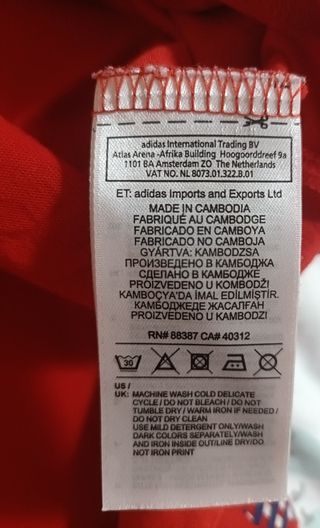 adidas International Trading BV
Atlas Arena -Afrika Building Hoogoorddreef 9a
1101 BA Amsterdam ZO The Netherlands
VAT NO. NL 8073.01.322.B.01
ET: adidas Imports and Exports Ltd
MADE IN CAMBODIA
FABRIQUÉ AU CAMBODGE
FABRICADO EN CAMBOYA
FABRICADO NO CAMBOJA
GYÁRTVA: KAMBODZSA
ПРОИЗВЕДЕНО В КАМБОДЖА
СДЕЛАНО В КАМБОДЖЕ
PROIZVEDENO U KOMBODŽI
KAMBOÇYA'DA İMAL EDİLMİŞTİR.
КАМБОДЖЕДЕ ЖАСАЛҒАН
PROIZVEDENO U KAMBODŽI
RN# 88387 CA# 40312
30
US /
UK: MACHINE WASH COLD DELICATE
CYCLE / DO NOT BLEACH / DO NOT
TUMBLE DRY / WARM IRON IF NEEDED /
DO NOT DRY CLEAN
USE MILD DETERGENT ONLY/WASH
DARK COLORS SEPARATELY/WASH
AND IRON INSIDE OUT/LINE DRY/DO
NOT IRON PRINT